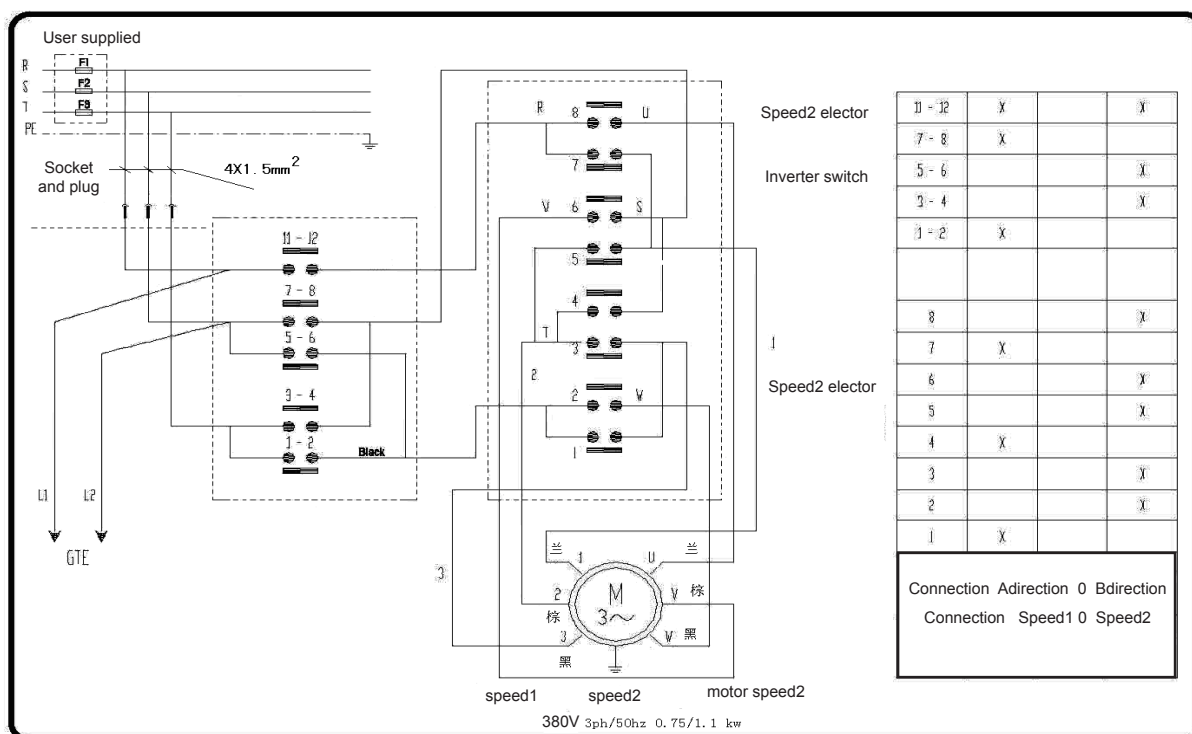 User supplied
R F1
S F2
T F3
PE
Socket
and plug
4X1.5mm²
11 - 12
7 - 8
5 - 6
3 - 4
1 - 2
Black
L1 L2
GTE
R 8 U
7
V 6 S
5
4
T 3
2
2 W
1
1
3
Speed2 elector
Inverter switch
Speed2 elector
兰 1 U 兰
2 M V 棕
棕 3~
3 W 黑
黑
speed1 speed2 motor speed2
380V 3ph/50hz 0.75/1.1 kw
11 - 12 X X
7 - 8 X
5 - 6 X
3 - 4 X
1 - 2 X
8 X
7 X
6 X
5 X
4 X
3 X
2 X
1 X
Connection Adirection 0 Bdirection
Connection Speed1 0 Speed2